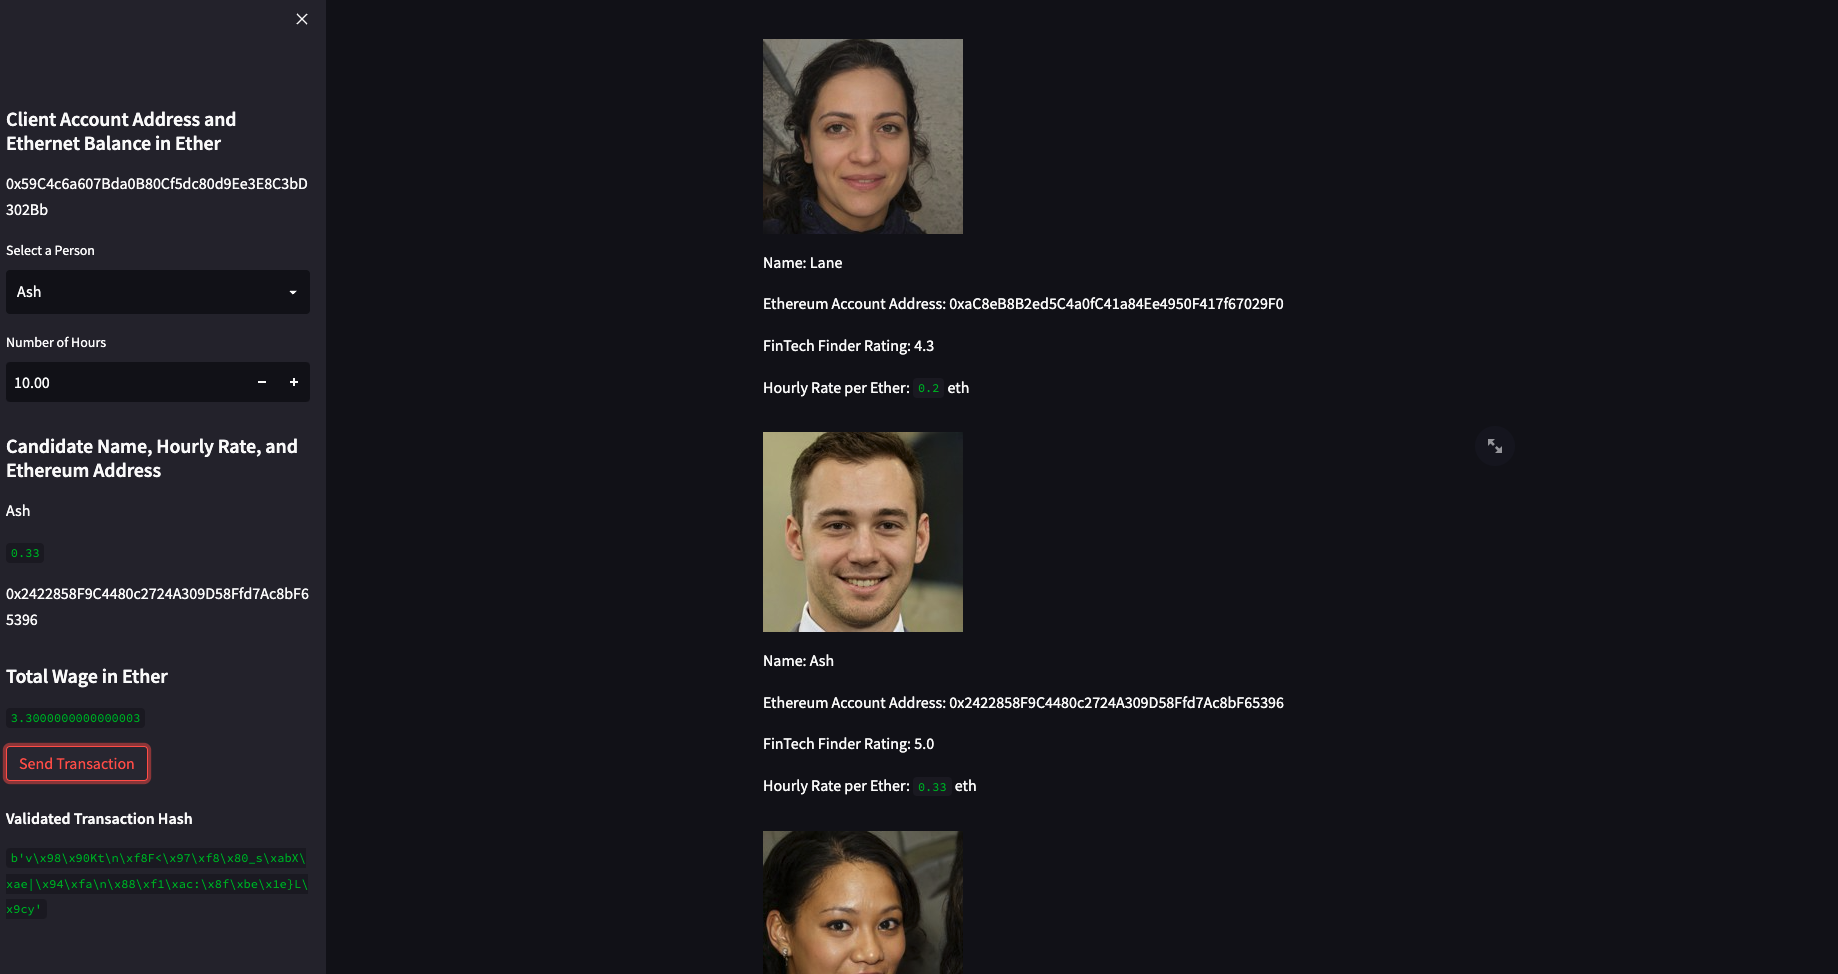 Client Account Address and
Ethernet Balance in Ether
0x59C4c6a607Bda0B80Cf5dc80d9Ee3E8C3bD
302Bb
Select a Person
Ash
Number of Hours
10.00
Candidate Name, Hourly Rate, and
Ethereum Address
Ash
0.33
0x2422858F9C4480c2724A309D58Ffd7Ac8bF6
5396
Total Wage in Ether
3.3000000000000003
Send Transaction
Validated Transaction Hash
b'v\x98\x90Kt\n\xf8F<\x97\xf8\x80_s\xabX\
xae|\x94\xfa\n\x88\xf1\xac:\x8f\xbe\x1e}L\
x9cy'
Name: Lane
Ethereum Account Address: 0xaC8eB8B2ed5C4a0fC41a84Ee4950F417f67029F0
FinTech Finder Rating: 4.3
Hourly Rate per Ether: 0.2 eth
Name: Ash
Ethereum Account Address: 0x2422858F9C4480c2724A309D58Ffd7Ac8bF65396
FinTech Finder Rating: 5.0
Hourly Rate per Ether: 0.33 eth